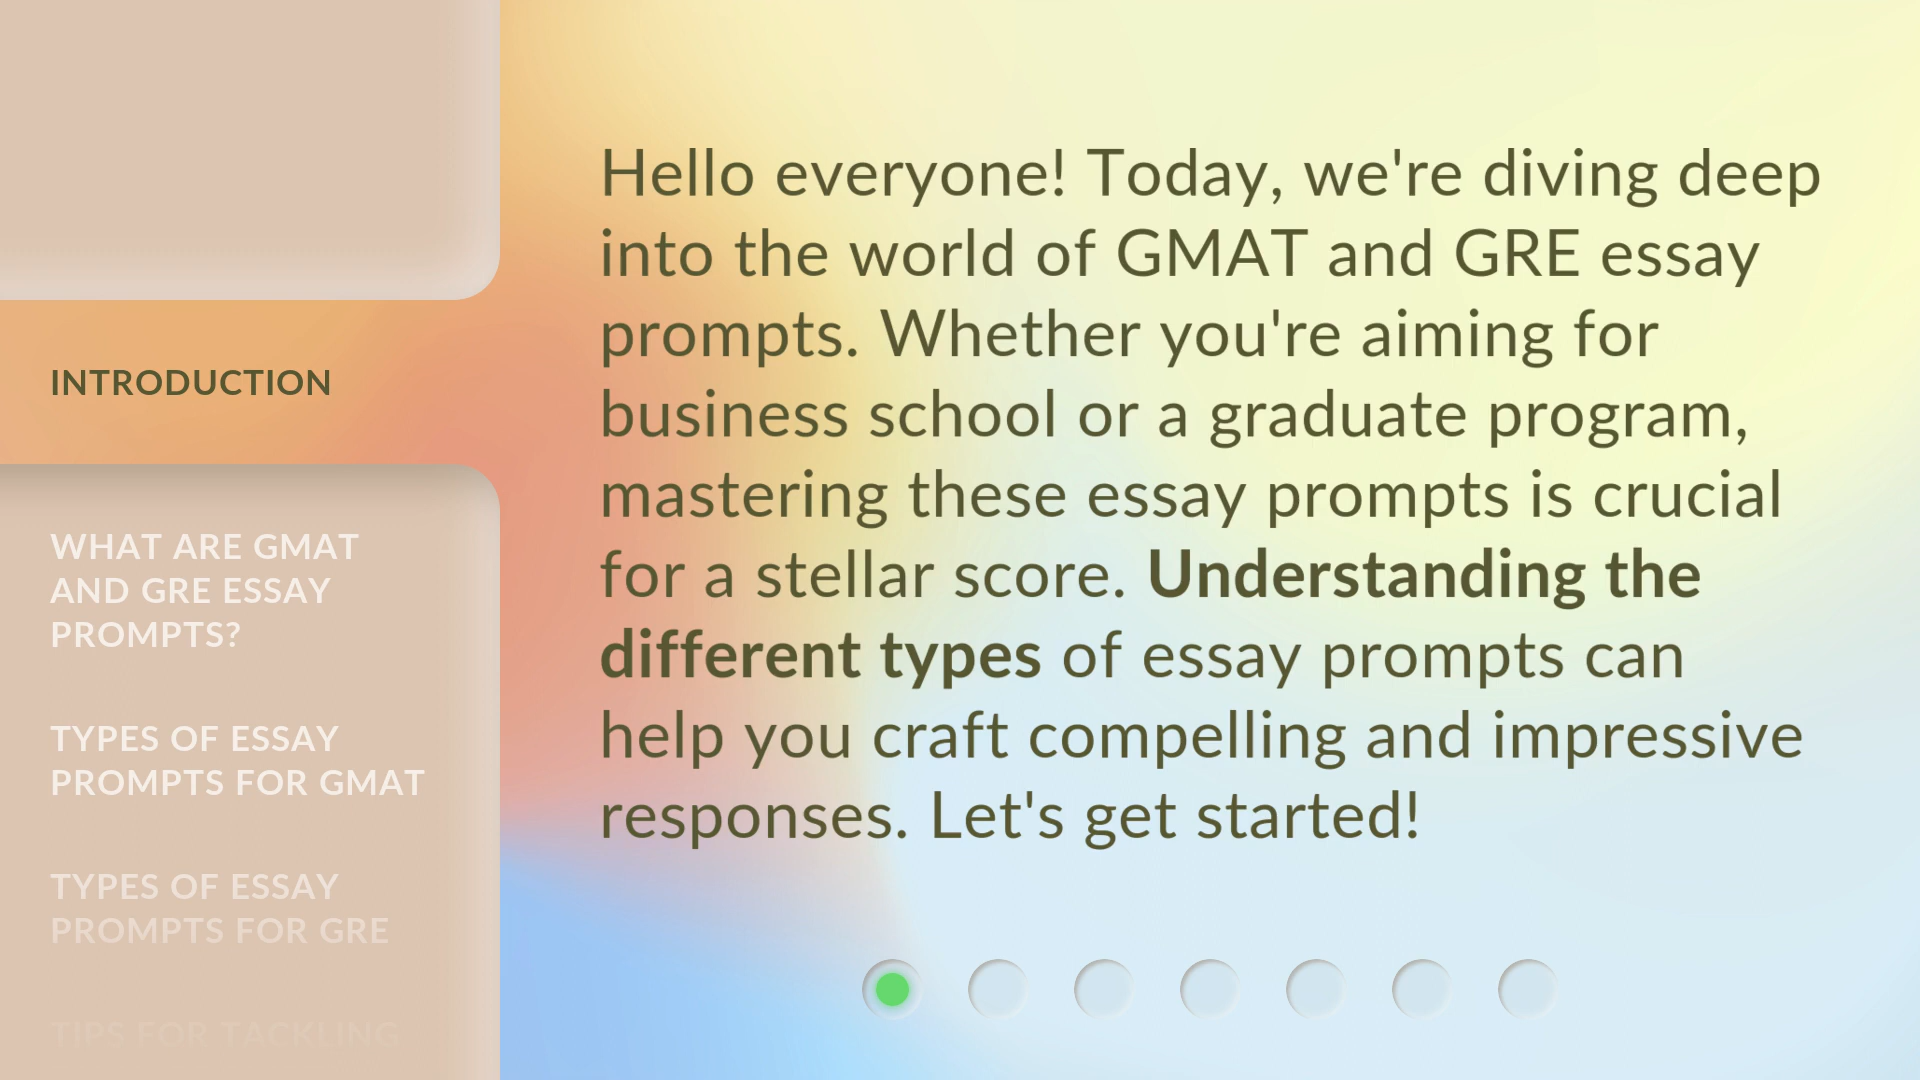 INTRODUCTION
WHAT ARE GMAT
AND GRE ESSAY
PROMPTS?
TYPES OF ESSAY
PROMPTS FOR GMAT
TYPES OF ESSAY
PROMPTS FOR GRE
TIPS FOR TACKLING
Hello everyone! Today, we're diving deep
into the world of GMAT and GRE essay
prompts. Whether you're aiming for
business school or a graduate program,
mastering these essay prompts is crucial
for a stellar score. Understanding the
different types of essay prompts can
help you craft compelling and impressive
responses. Let's get started!